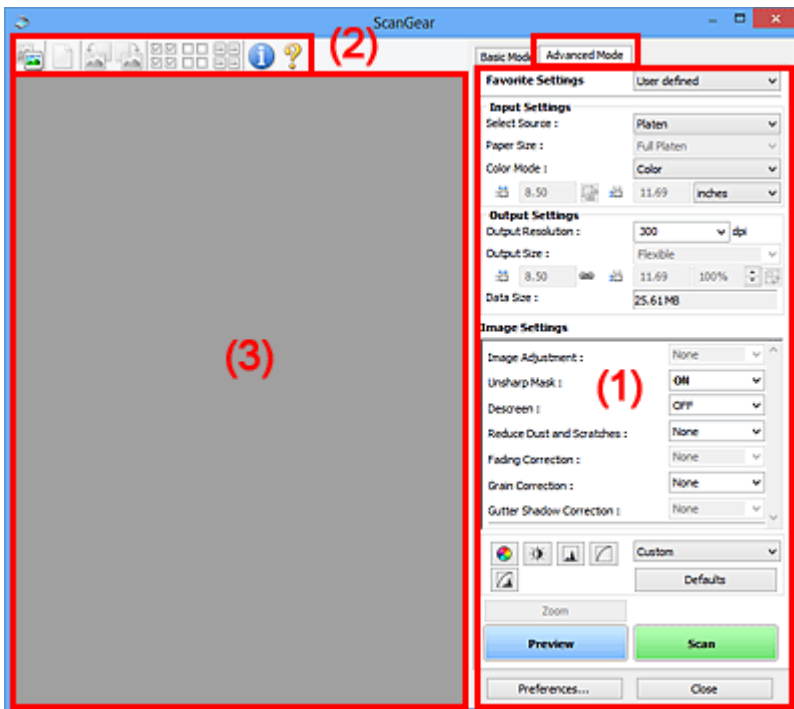 ScanGear
(2)
Basic Mode Advanced Mode
Favorite Settings User defined
Input Settings
Select Source : Platen
Paper Size : Full Platen
Color Mode : Color
8.50 11.69 inches
Output Settings
Output Resolution : 300 dpi
Output Size : Flexible
8.50 11.69 100%
Data Size : 25.61MB
Image Settings
(3)
(1)
Image Adjustment : None
Unsharp Mask : ON
Descreen : OFF
Reduce Dust and Scratches : None
Fading Correction : None
Grain Correction : None
Gutter Shadow Correction : None
Custom
Defaults
Zoom
Preview Scan
Preferences... Close